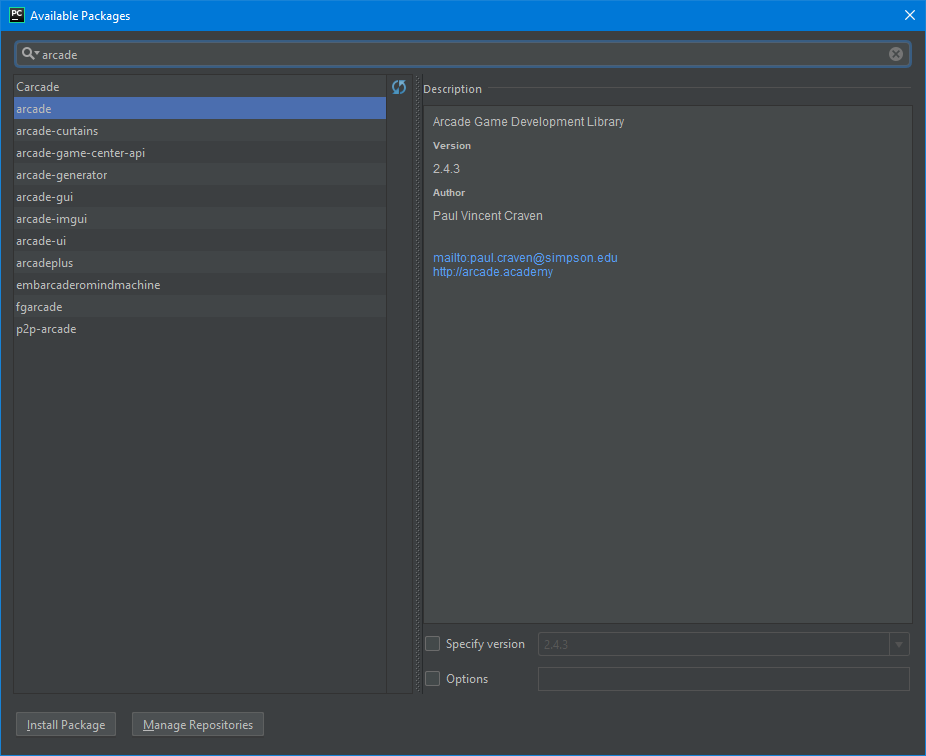 PC Available Packages
arcade
Carcade
arcade
arcade-curtains
arcade-game-center-api
arcade-generator
arcade-gui
arcade-imgui
arcade-ui
arcadeplus
embarcaderomindmachine
fgarcade
p2p-arcade
Description
Arcade Game Development Library
Version
2.4.3
Author
Paul Vincent Craven
mailto:paul.craven@simpson.edu
http://arcade.academy
Specify version 2.4.3
Options
Install Package Manage Repositories